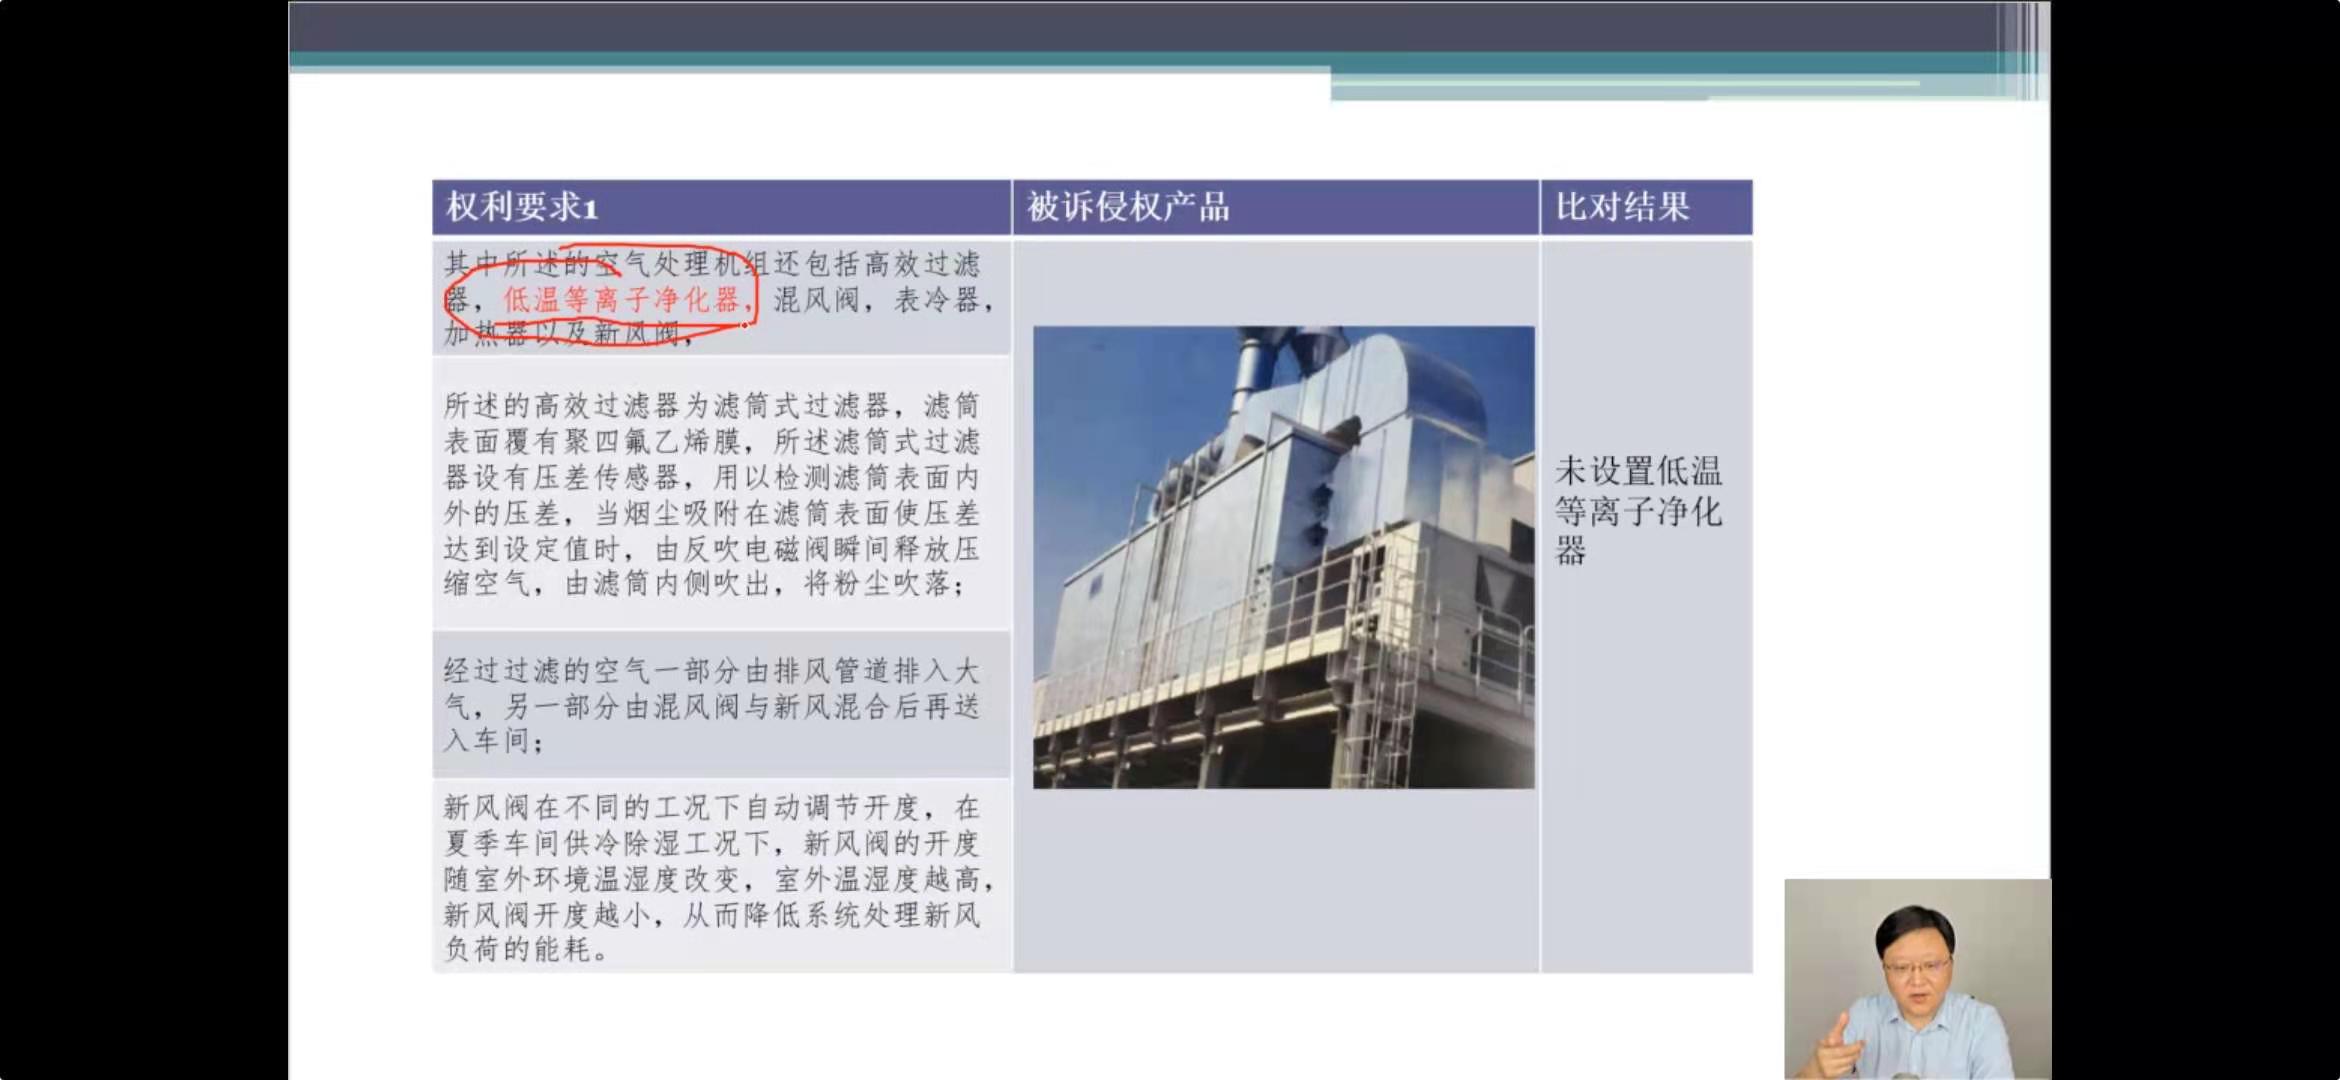 权利要求1
被诉侵权产品
比对结果
其中所述的空气处理机组还包括高效过滤
器，低温等离子净化器，混风阀，表冷器，
加热器以及新风阀；
所述的高效过滤器为滤筒式过滤器，滤筒
表面覆有聚四氟乙烯膜，所述滤筒式过滤
器设有压差传感器，用以检测滤筒表面内
外的压差，当烟尘吸附在滤筒表面使压差
达到设定值时，由反吹电磁阀瞬间释放压
缩空气，由滤筒内侧吹出，将粉尘吹落；
经过过滤的空气一部分由排风管道排入大
气，另一部分由混风阀与新风混合后再送
入车间；
新风阀在不同的工况下自动调节开度，在
夏季车间供冷除湿工况下，新风阀的开度
随室外环境温湿度改变，室外温湿度越高，
新风阀开度越小，从而降低系统处理新风
负荷的能耗。
未设置低温
等离子净化
器